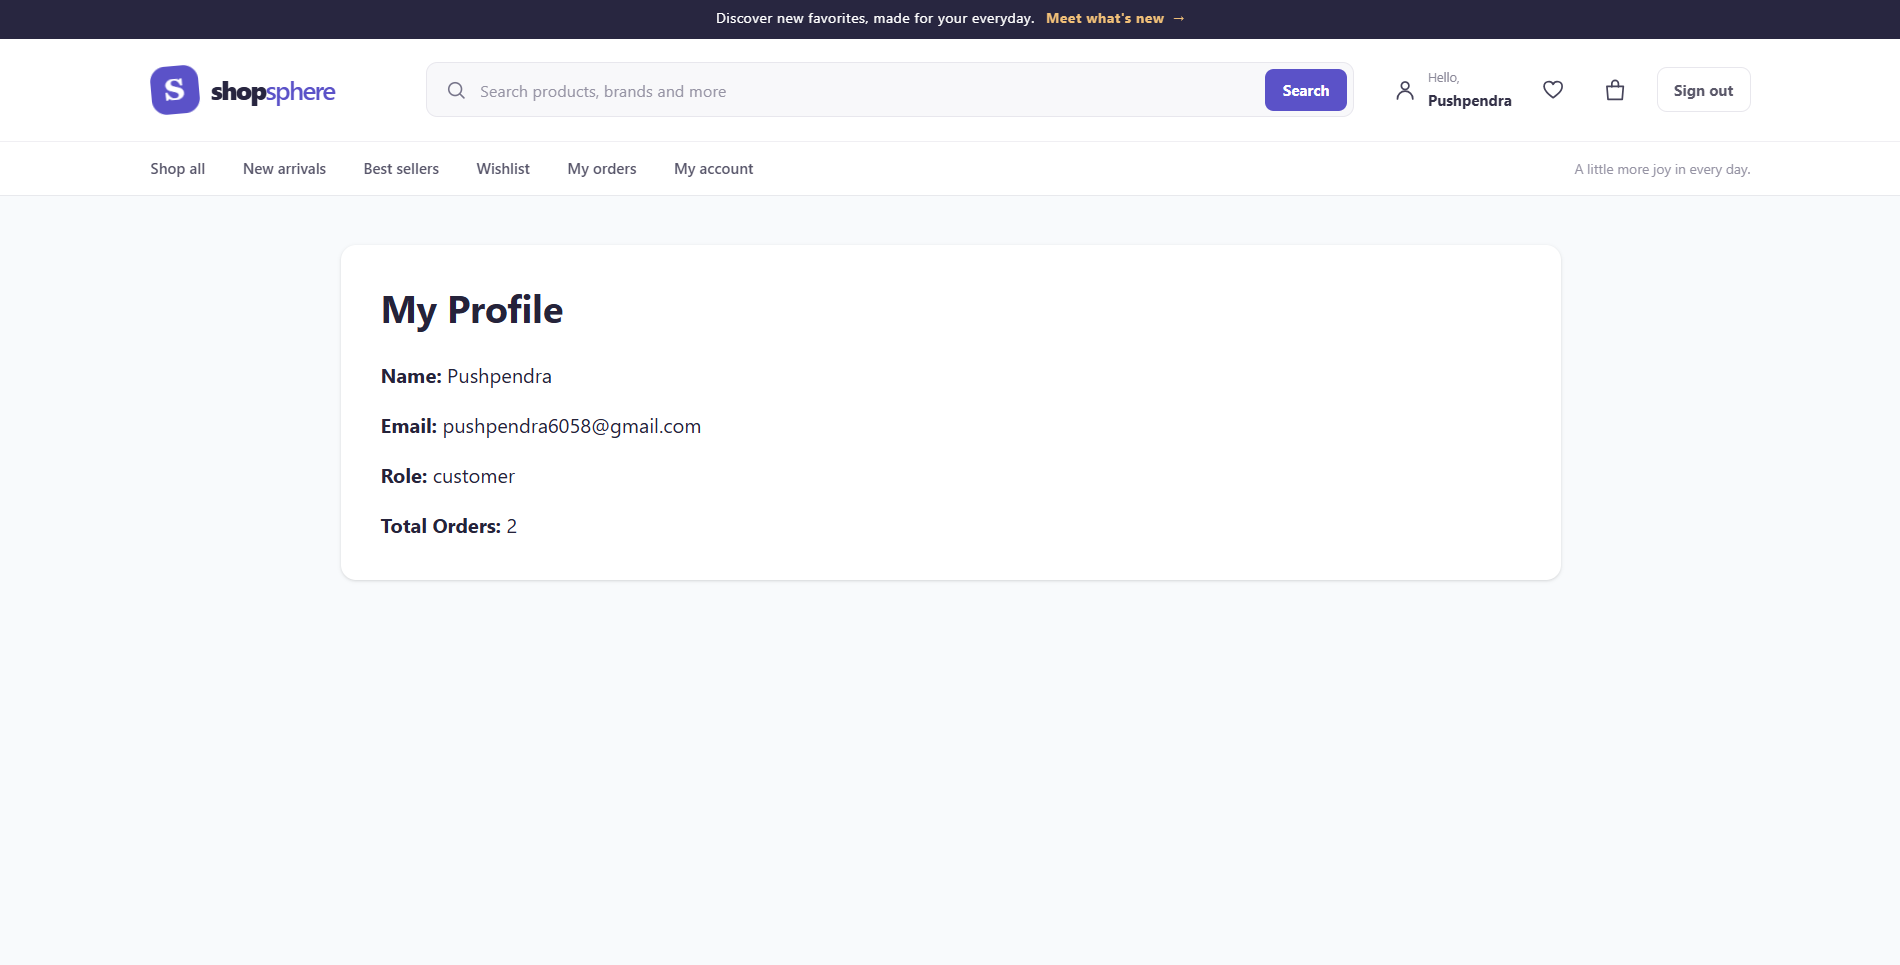 Discover new favorites, made for your everyday. Meet what's new →
S shopsphere
Search products, brands and more
Search
Hello,
Pushpendra
Sign out
Shop all New arrivals Best sellers Wishlist My orders My account
A little more joy in every day.
My Profile
Name: Pushpendra
Email: pushpendra6058@gmail.com
Role: customer
Total Orders: 2